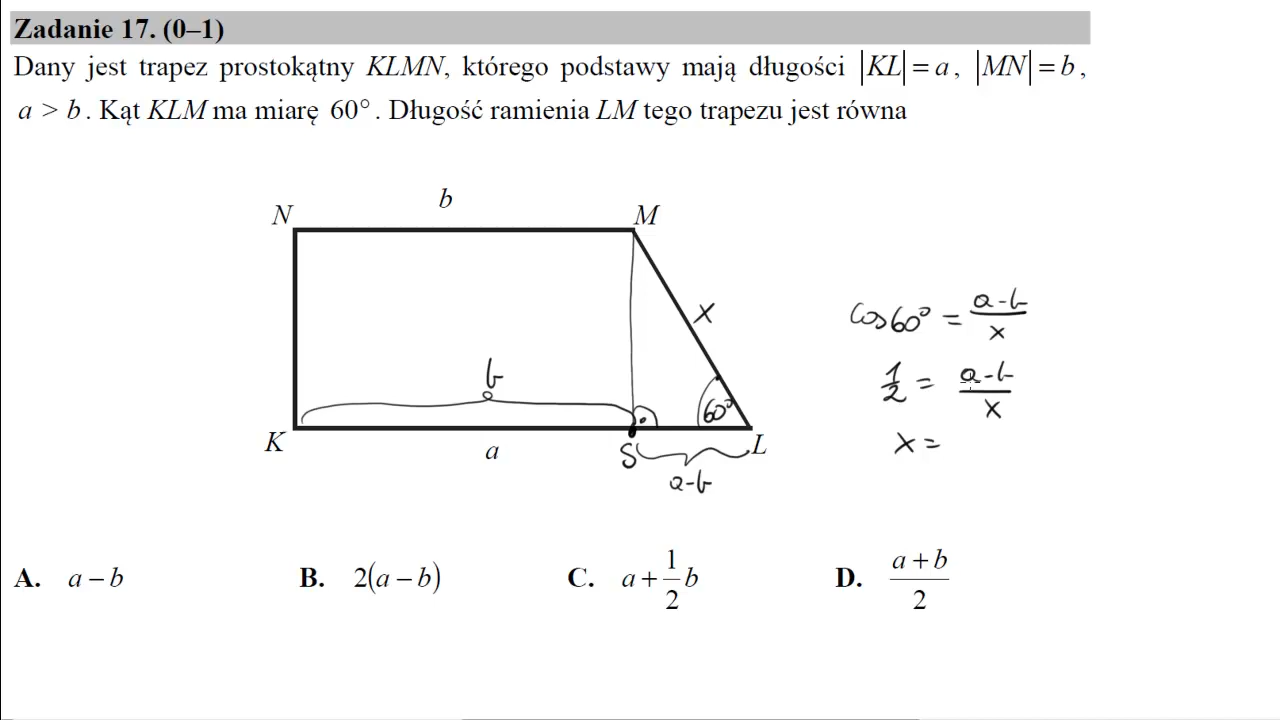 Zadanie 17. (0–1)
Dany jest trapez prostokątny KLMN, którego podstawy mają długości |KL| = a, |MN| = b,
a > b. Kąt KLM ma miarę 60°. Długość ramienia LM tego trapezu jest równa
b
N M
x
cos60° = a-b/x
1/2 = a-b/x
x =
b
60°
K a S L
a-b
A. a − b B. 2(a − b) C. a + 1/2 b D. a + b/2